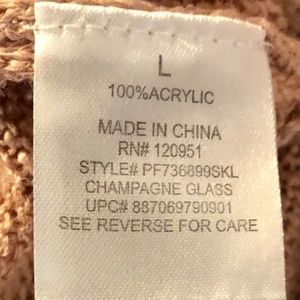 L
100%ACRYLIC
MADE IN CHINA
RN# 120951
STYLE# PF736899SKL
CHAMPAGNE GLASS
UPC# 887069790901
SEE REVERSE FOR CARE